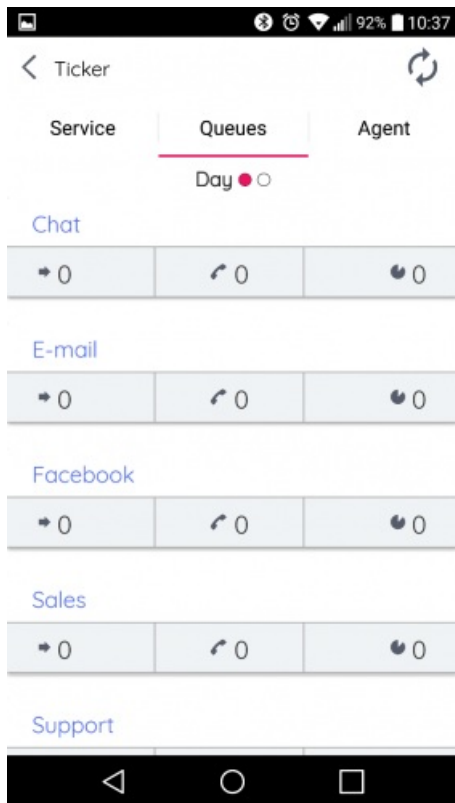 92% 10:37
Ticker
Service Queues Agent
Day
Chat
0 0 0
E-mail
0 0 0
Facebook
0 0 0
Sales
0 0 0
Support